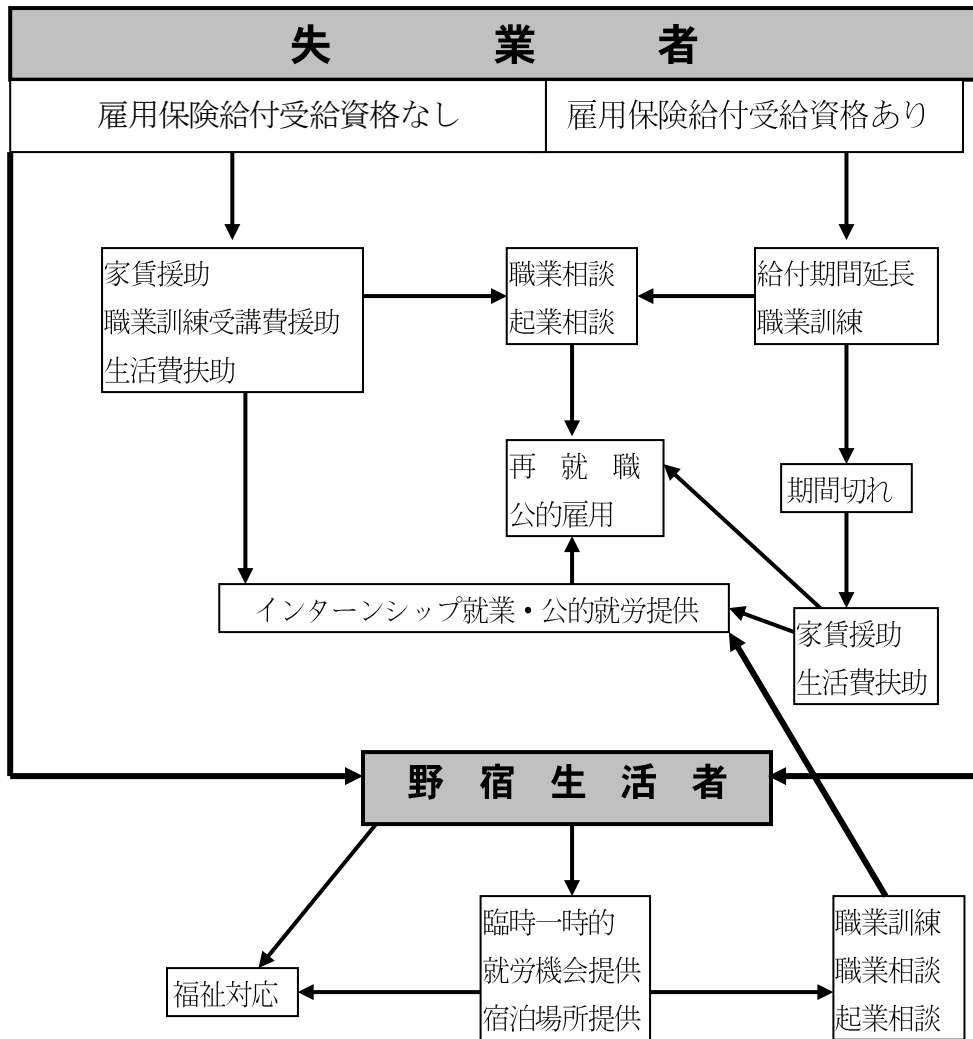 失　業　者
雇用保険給付受給資格なし
雇用保険給付受給資格あり
家賃援助
職業訓練受講費援助
生活費扶助
職業相談
起業相談
給付期間延長
職業訓練
再　就　職
公的雇用
期間切れ
インターンシップ就業・公的就労提供
家賃援助
生活費扶助
野　宿　生　活　者
臨時一時的
就労機会提供
宿泊場所提供
職業訓練
職業相談
起業相談
福祉対応